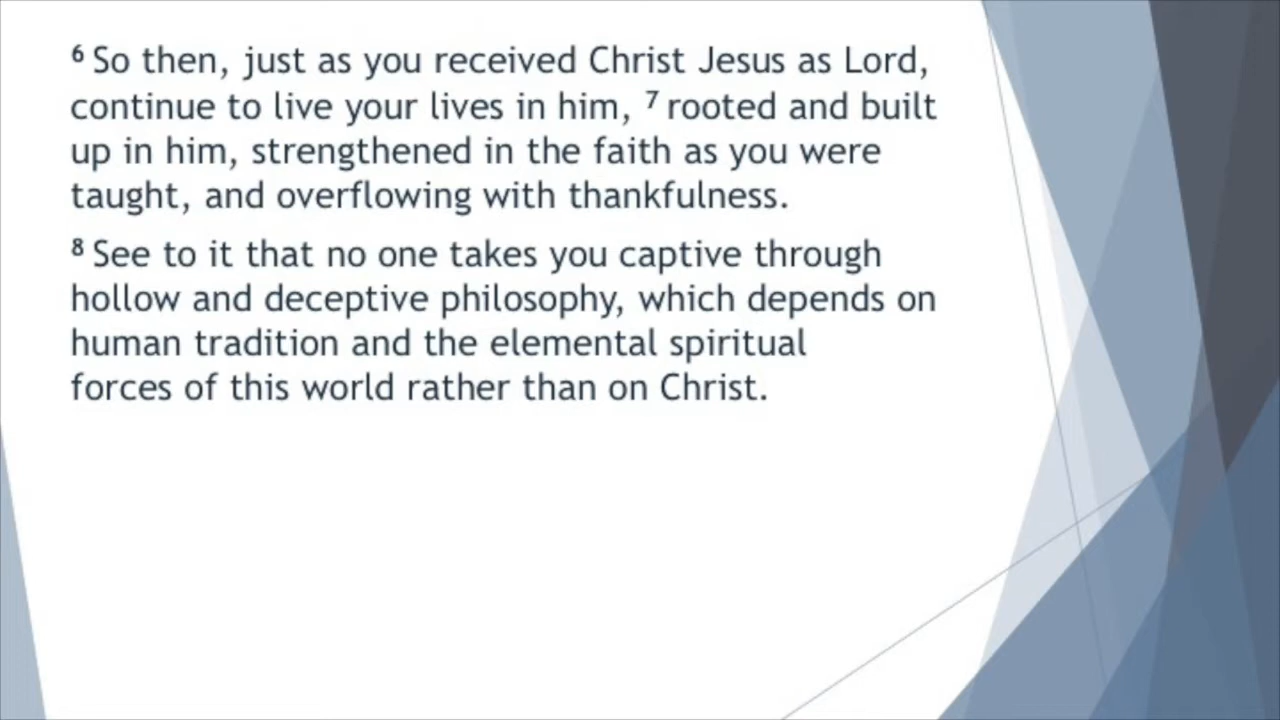 6 So then, just as you received Christ Jesus as Lord,
continue to live your lives in him, 7 rooted and built
up in him, strengthened in the faith as you were
taught, and overflowing with thankfulness.
8 See to it that no one takes you captive through
hollow and deceptive philosophy, which depends on
human tradition and the elemental spiritual
forces of this world rather than on Christ.